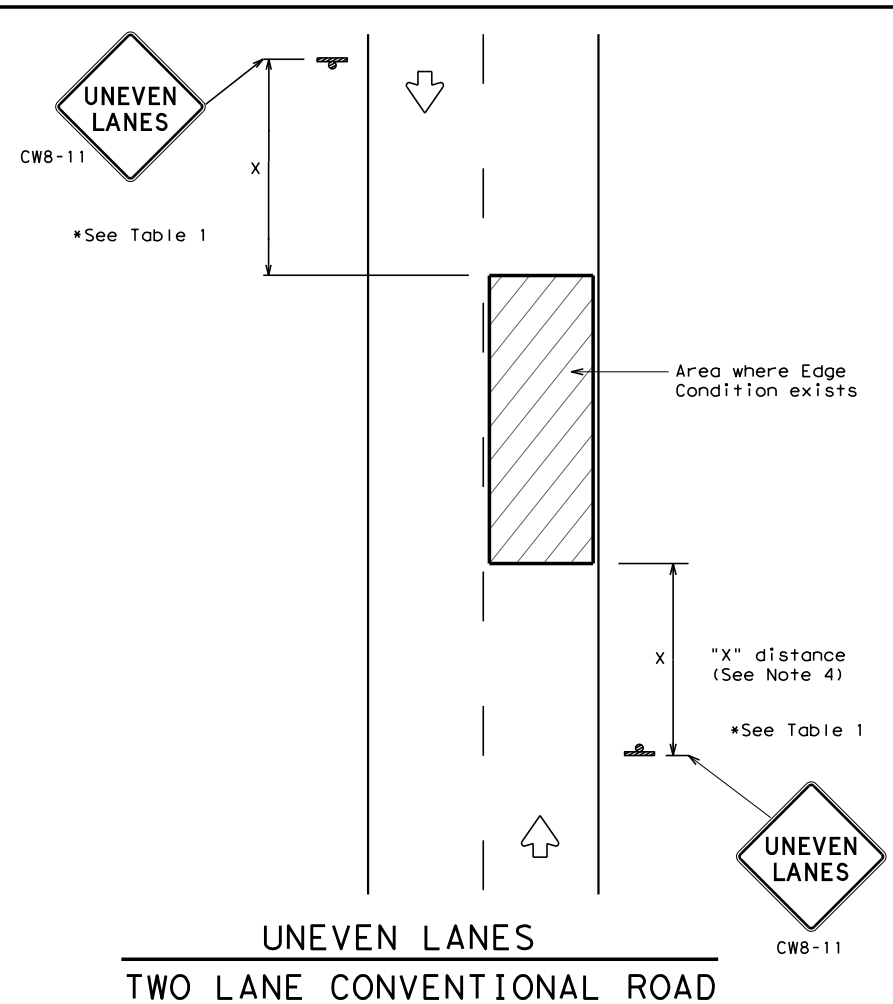 UNEVEN
LANES
CW8-11
X
*See Table 1
Area where Edge
Condition exists
X
"X" distance
(See Note 4)
*See Table 1
UNEVEN
LANES
CW8-11
UNEVEN LANES
TWO LANE CONVENTIONAL ROAD